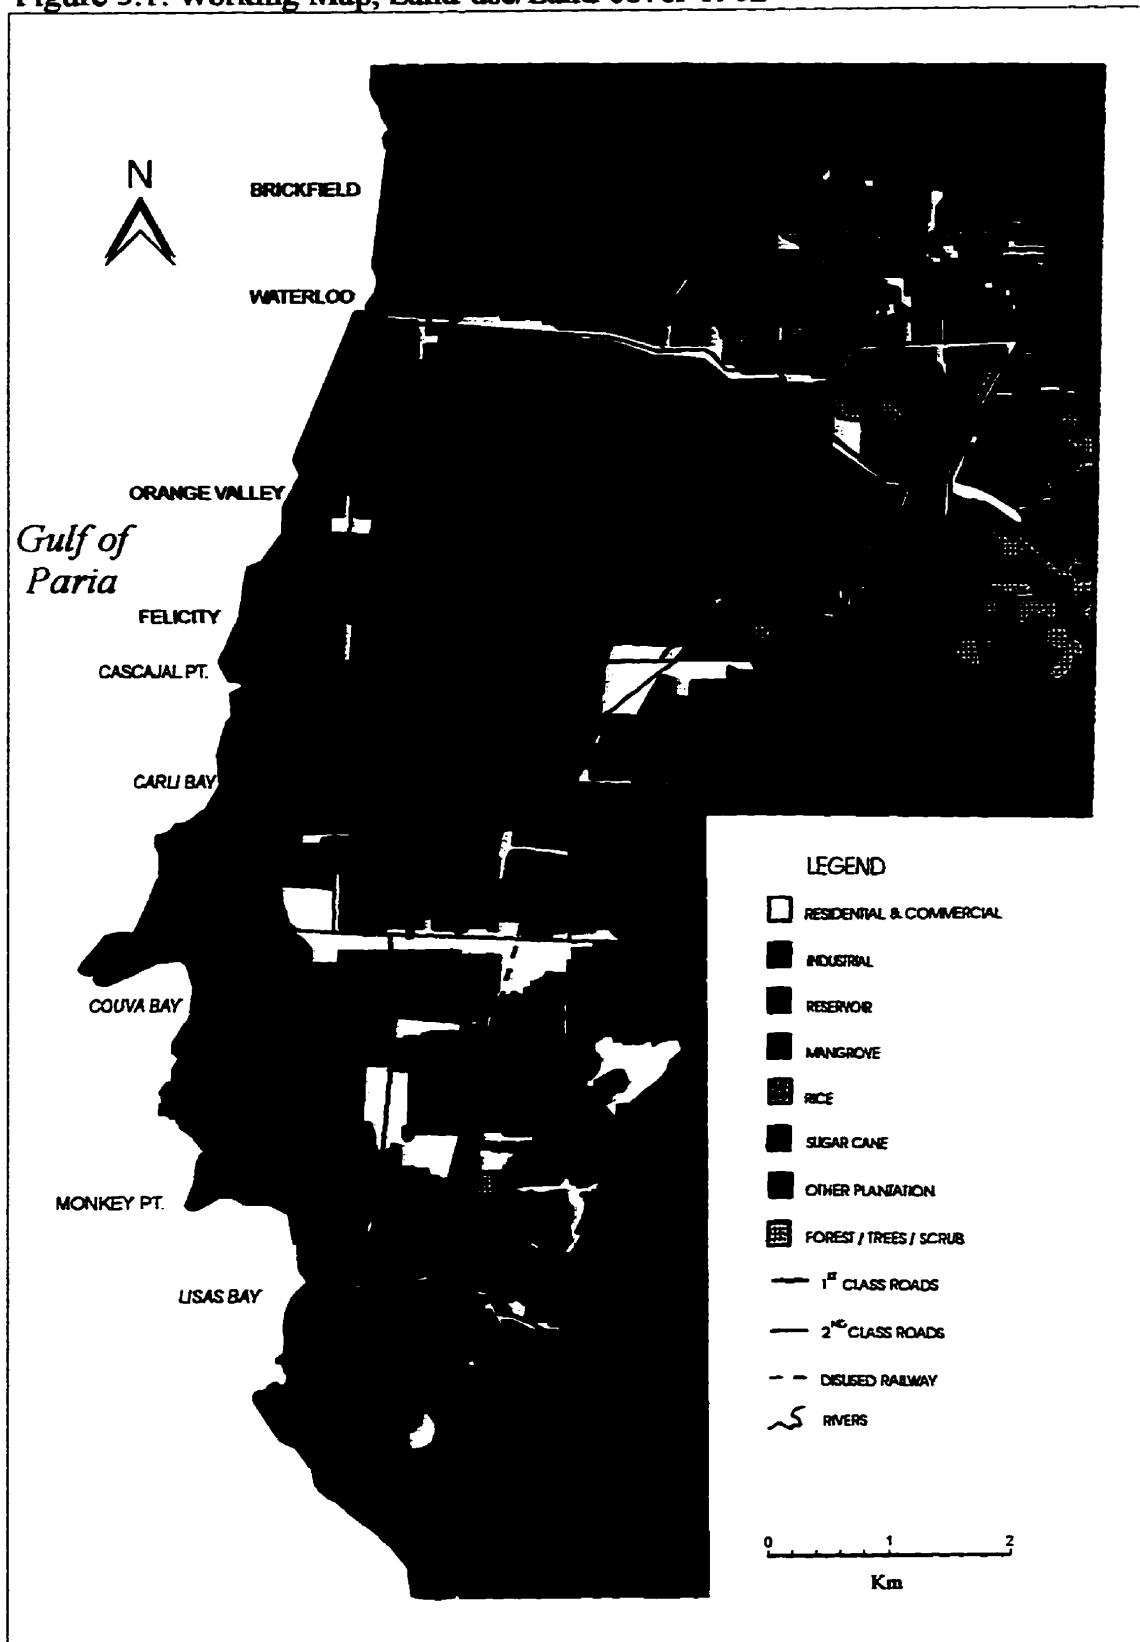 Figure 3.1: Working Map, Land use/Land cover 1962
N
BRICKFIELD
WATERLOO
ORANGE VALLEY
Gulf of
Paria
FELICITY
CASCAJAL PT.
CARLI BAY
COUVA BAY
MONKEY PT.
LISAS BAY
LEGEND
RESIDENTIAL & COMMERCIAL
INDUSTRIAL
RESERVOIR
MANGROVE
RICE
SUGAR CANE
OTHER PLANTATION
FOREST / TREES / SCRUB
1ST CLASS ROADS
2ND CLASS ROADS
DISUSED RAILWAY
RIVERS
0 1 2
Km